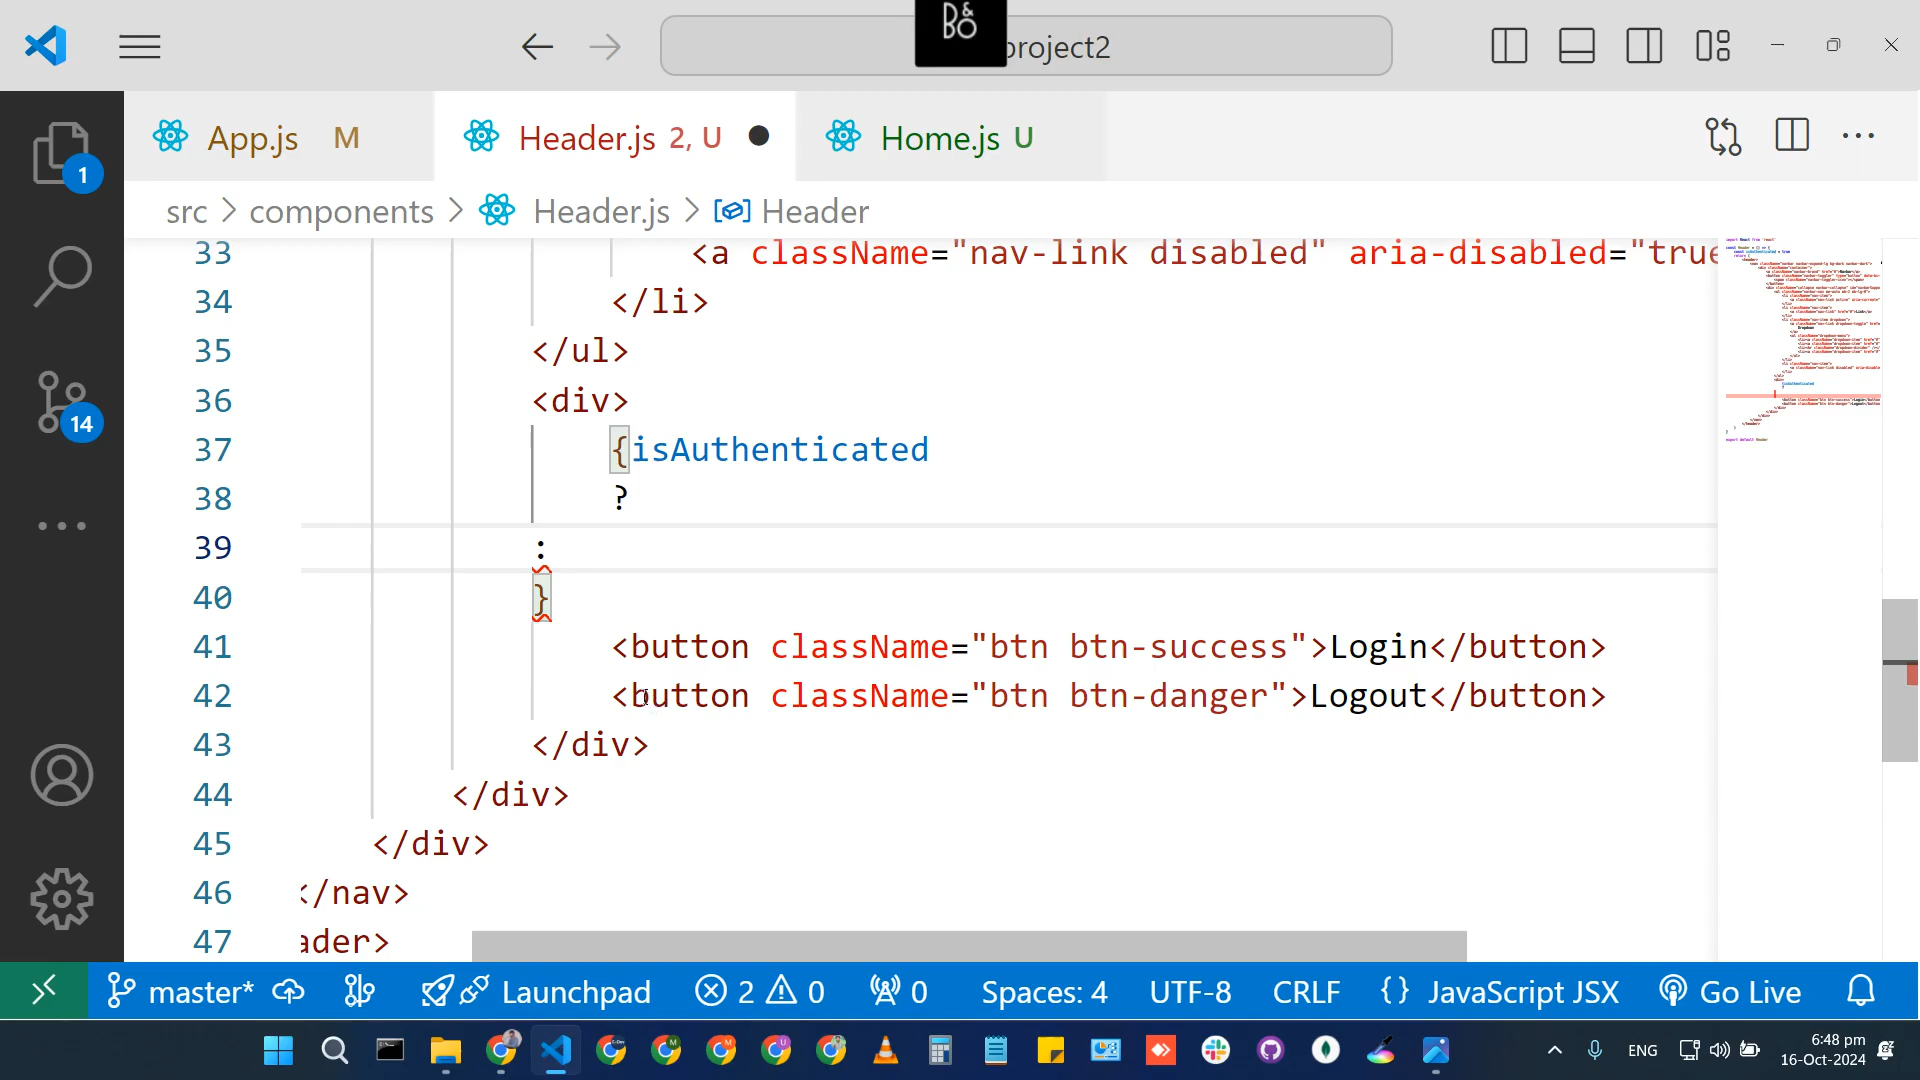 B&O
project2
App.js M
Header.js 2, U
Home.js U
src > components > Header.js > Header
33 <a className="nav-link disabled" aria-disabled="true
34 </li>
35 </ul>
36 <div>
37 {isAuthenticated
38 ?
39 :
40 }
41 <button className="btn btn-success">Login</button>
42 <button className="btn btn-danger">Logout</button>
43 </div>
44 </div>
45 </div>
46 </nav>
47 ader>
1
14
master* Launchpad 2 0 0 Spaces: 4 UTF-8 CRLF {} JavaScript JSX Go Live
ENG
6:48 pm
16-Oct-2024